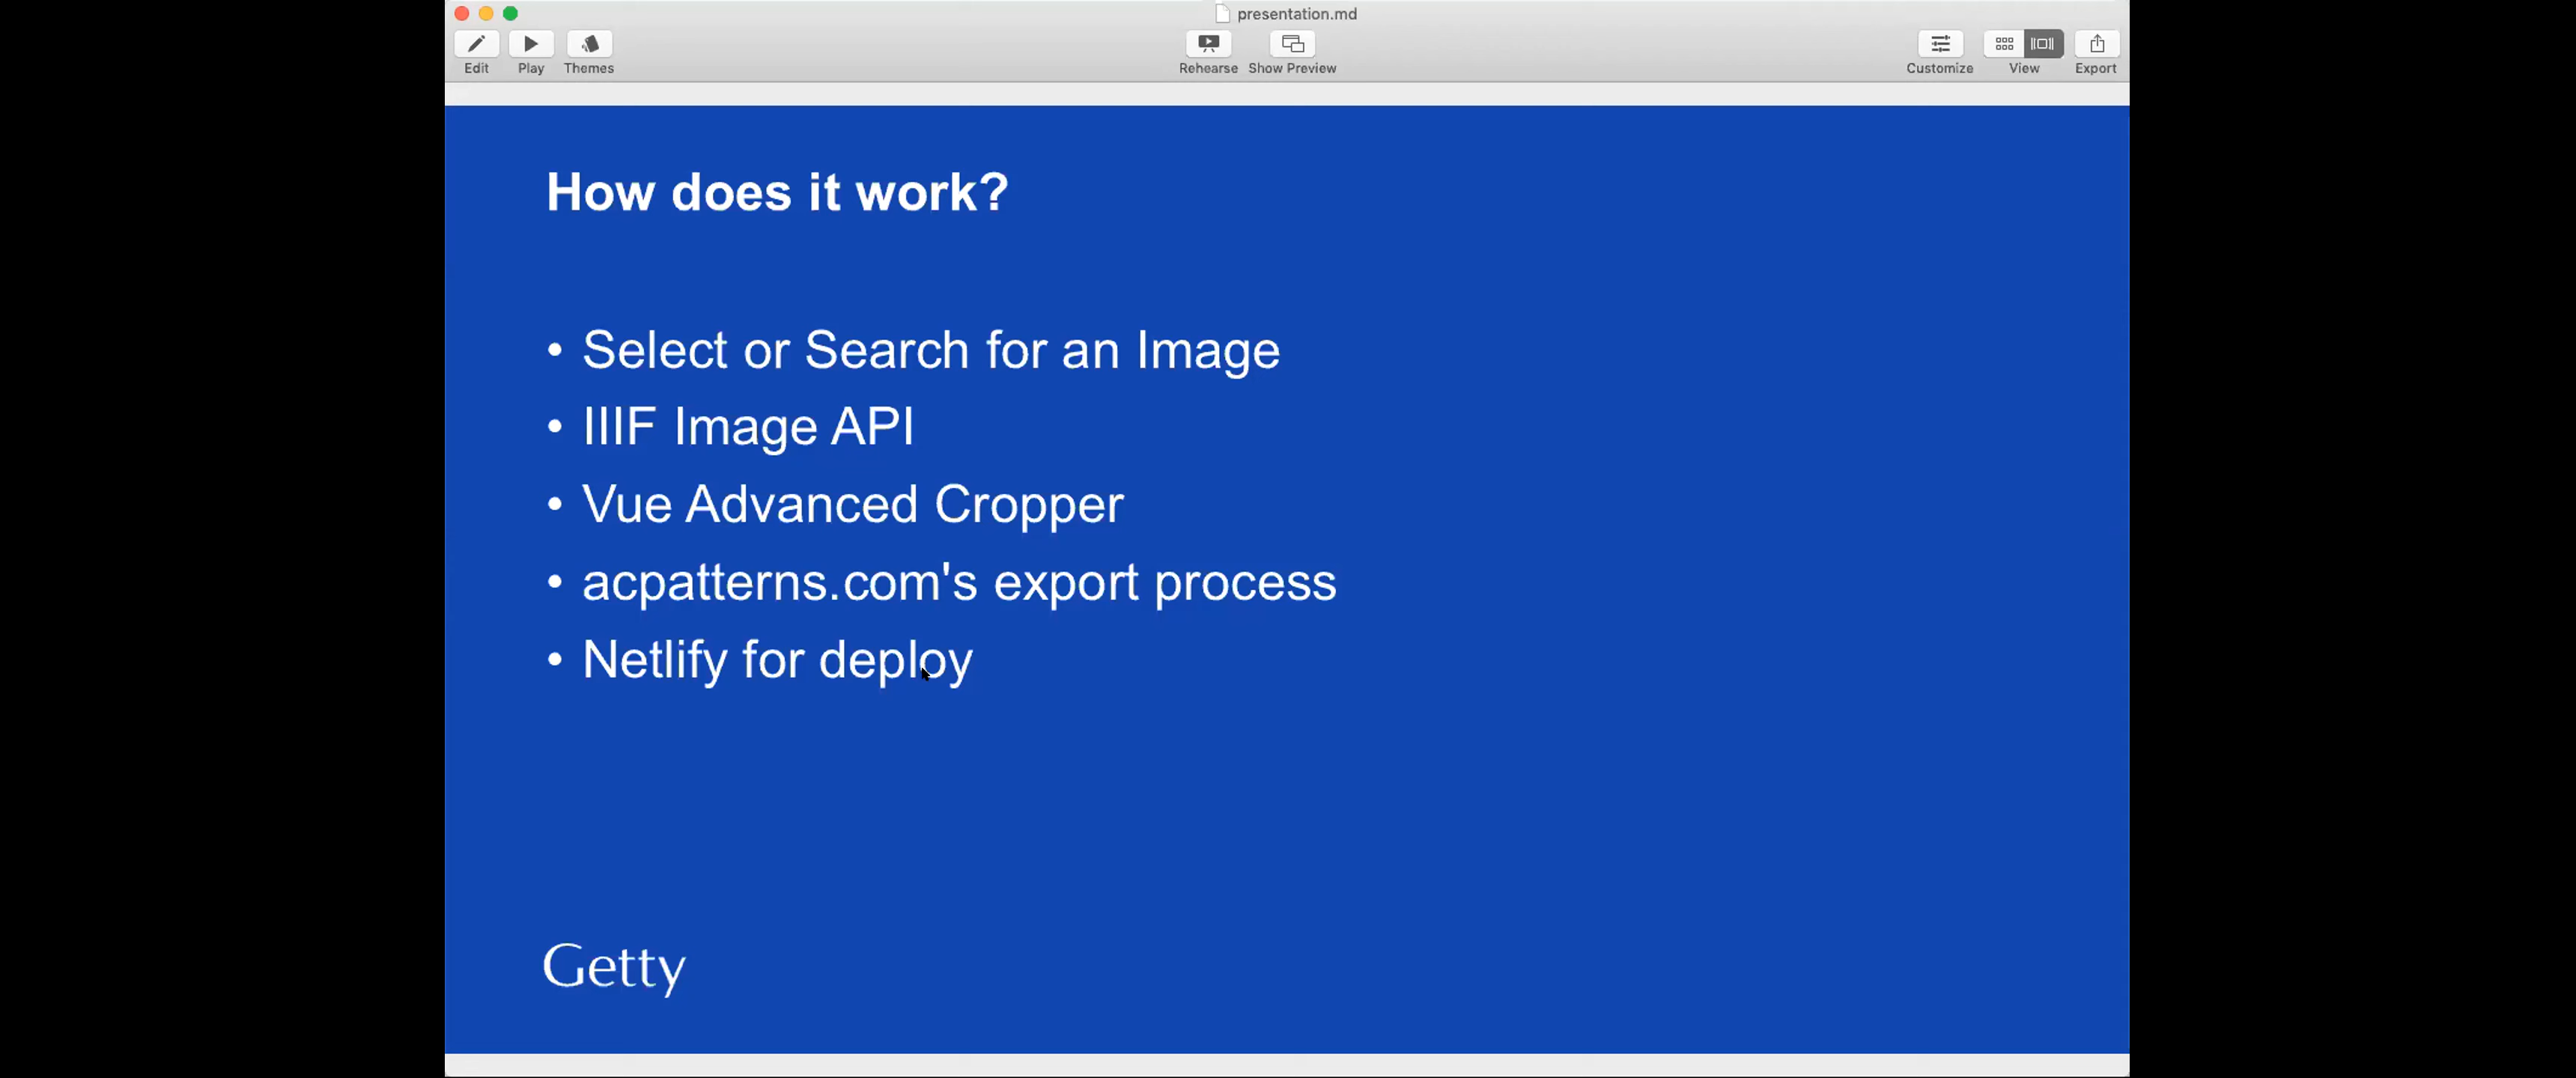 presentation.md
Edit Play Themes Rehearse Show Preview Customize View Export
How does it work?
• Select or Search for an Image
• IIIF Image API
• Vue Advanced Cropper
• acpatterns.com's export process
• Netlify for deploy
Getty